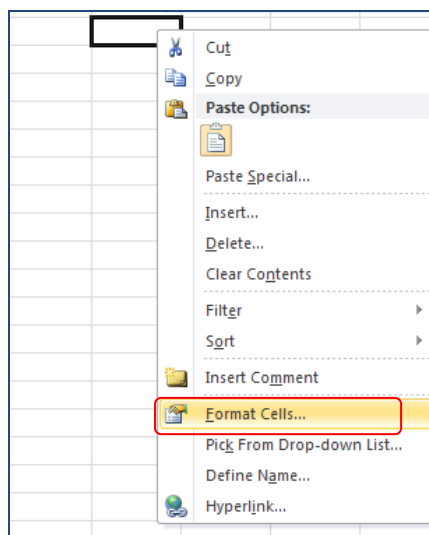 Cut
Copy
Paste Options:
Paste Special...
Insert...
Delete...
Clear Contents
Filter
Sort
Insert Comment
Format Cells...
Pick From Drop-down List...
Define Name...
Hyperlink...